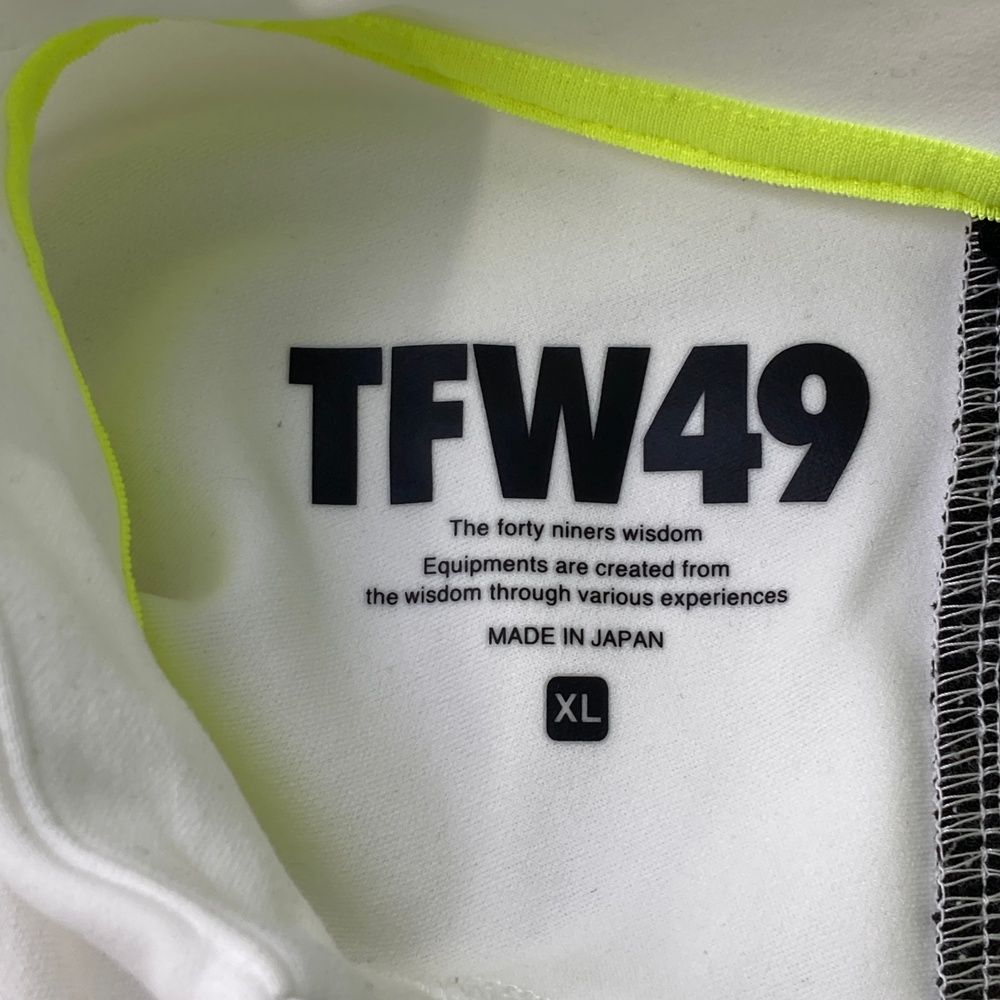 TFW49
The forty niners wisdom
Equipments are created from
the wisdom through various experiences
MADE IN JAPAN
XL